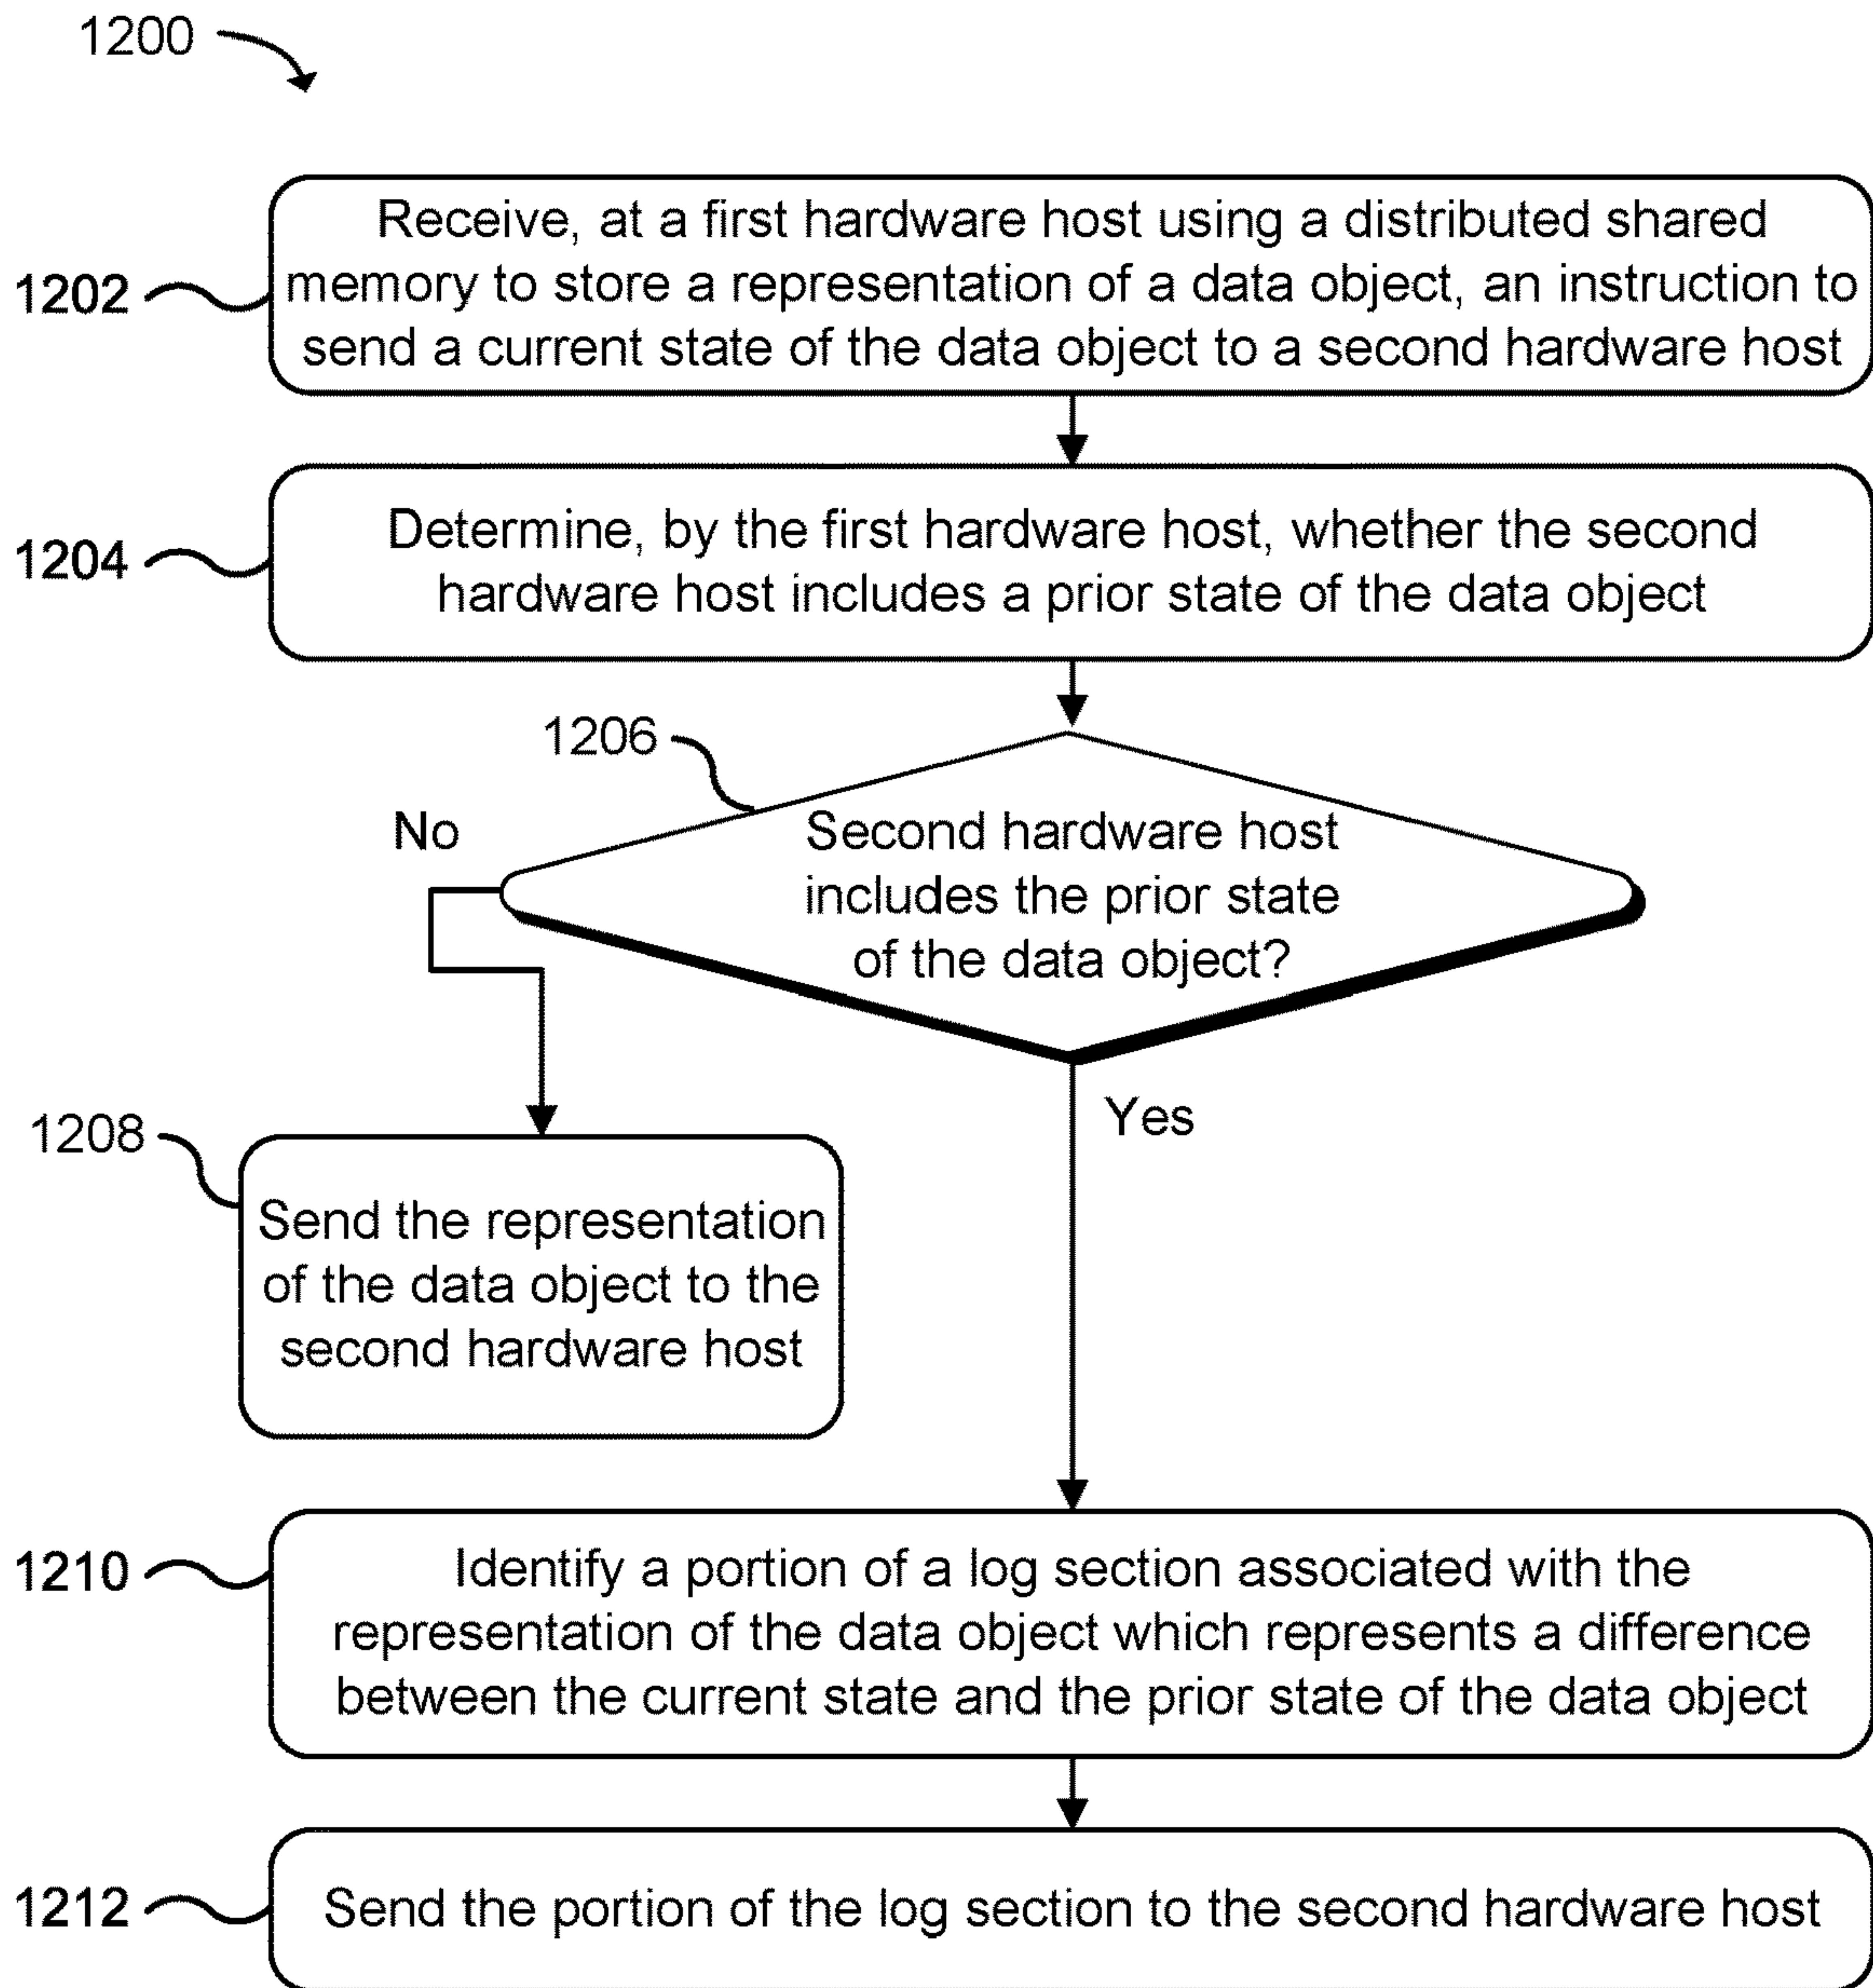 1200
Receive, at a first hardware host using a distributed shared
1202
memory to store a representation of a data object, an instruction to
send a current state of the data object to a second hardware host
1204
Determine, by the first hardware host, whether the second
hardware host includes a prior state of the data object
1206
No
Second hardware host
includes the prior state
of the data object?
Yes
1208
Send the representation
of the data object to the
second hardware host
1210
Identify a portion of a log section associated with the
representation of the data object which represents a difference
between the current state and the prior state of the data object
1212
Send the portion of the log section to the second hardware host